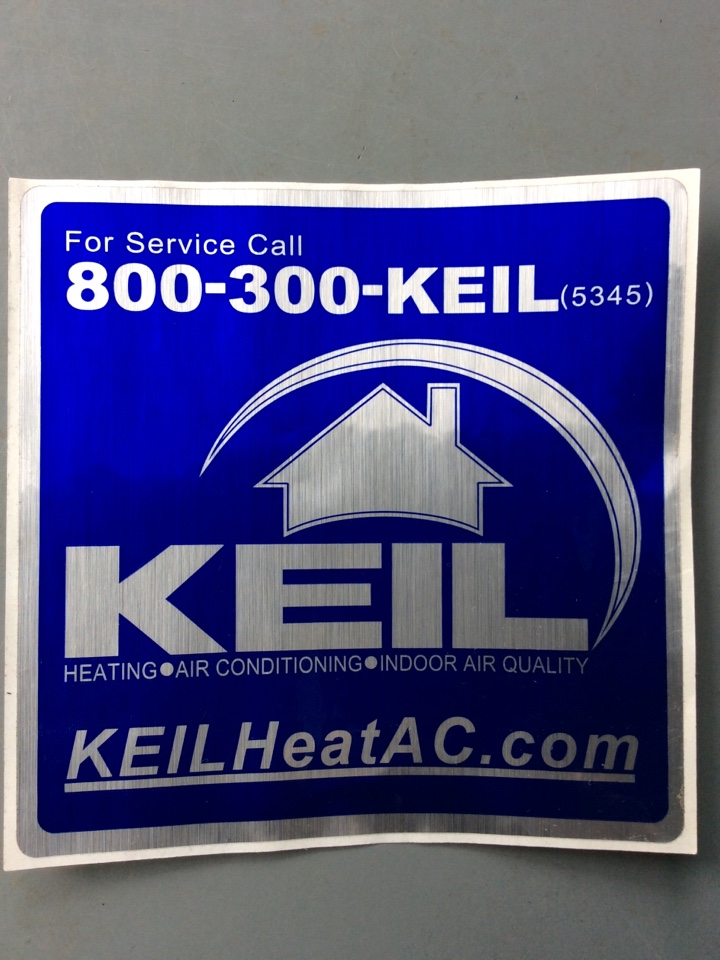 For Service Call
800-300-KEIL(5345)
KEIL
HEATING●AIR CONDITIONING●INDOOR AIR QUALITY
KEILHeatAC.com